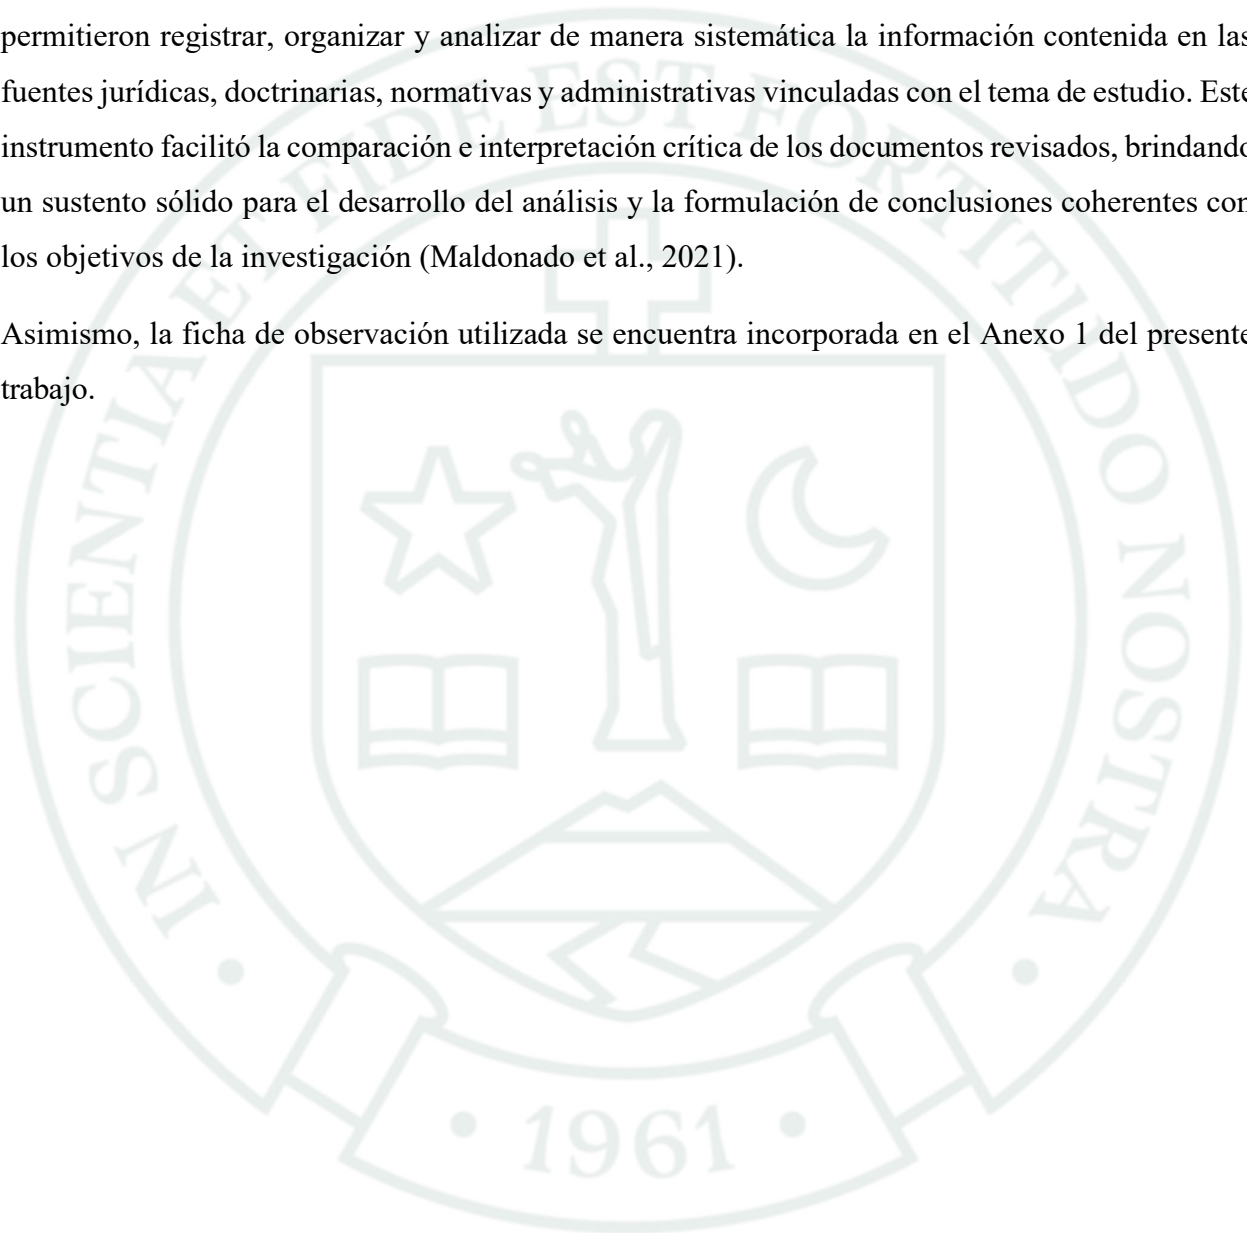 permitieron registrar, organizar y analizar de manera sistemática la información contenida en las
fuentes jurídicas, doctrinarias, normativas y administrativas vinculadas con el tema de estudio. Este
instrumento facilitó la comparación e interpretación crítica de los documentos revisados, brindando
un sustento sólido para el desarrollo del análisis y la formulación de conclusiones coherentes con
los objetivos de la investigación (Maldonado et al., 2021).
Asimismo, la ficha de observación utilizada se encuentra incorporada en el Anexo 1 del presente
trabajo.
IN SCIENTIA ET FIDE EST FORTITUDO NOSTRA
• 1961 •